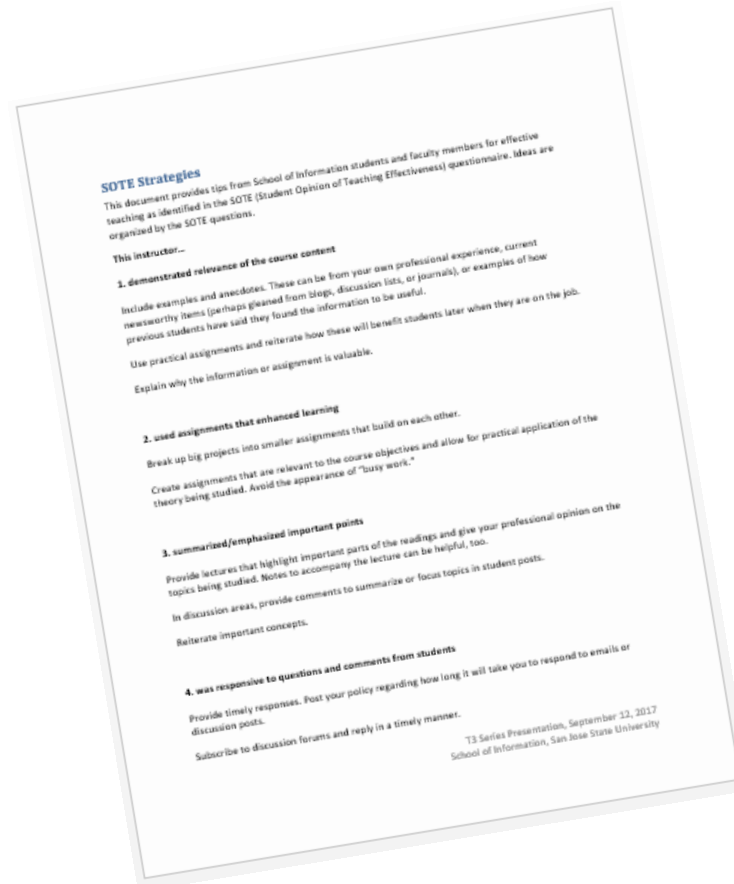 SOTE Strategies
This document provides tips from School of Information students and faculty members for effective
teaching as identified in the SOTE (Student Opinion of Teaching Effectiveness) questionnaire. Ideas are
organized by the SOTE questions.
This instructor...
1. demonstrated relevance of the course content
Include examples and anecdotes. These can be from your own professional experience, current
newsworthy items (perhaps gleaned from blogs, discussion lists, or journals), or examples of how
previous students have said they found the information to be useful.
Use practical assignments and reiterate how these will benefit students later when they are on the job.
Explain why the information or assignment is valuable.
2. used assignments that enhanced learning
Break up big projects into smaller assignments that build on each other.
Create assignments that are relevant to the course objectives and allow for practical application of the
theory being studied. Avoid the appearance of "busy work."
3. summarized/emphasized important points
Provide lectures that highlight important parts of the readings and give your professional opinion on the
topics being studied. Notes to accompany the lecture can be helpful, too.
In discussion areas, provide comments to summarize or focus topics in student posts.
Reiterate important concepts.
4. was responsive to questions and comments from students
Provide timely responses. Post your policy regarding how long it will take you to respond to emails or
discussion posts.
Subscribe to discussion forums and reply in a timely manner.
T3 Series Presentation, September 12, 2017
School of Information, San Jose State University